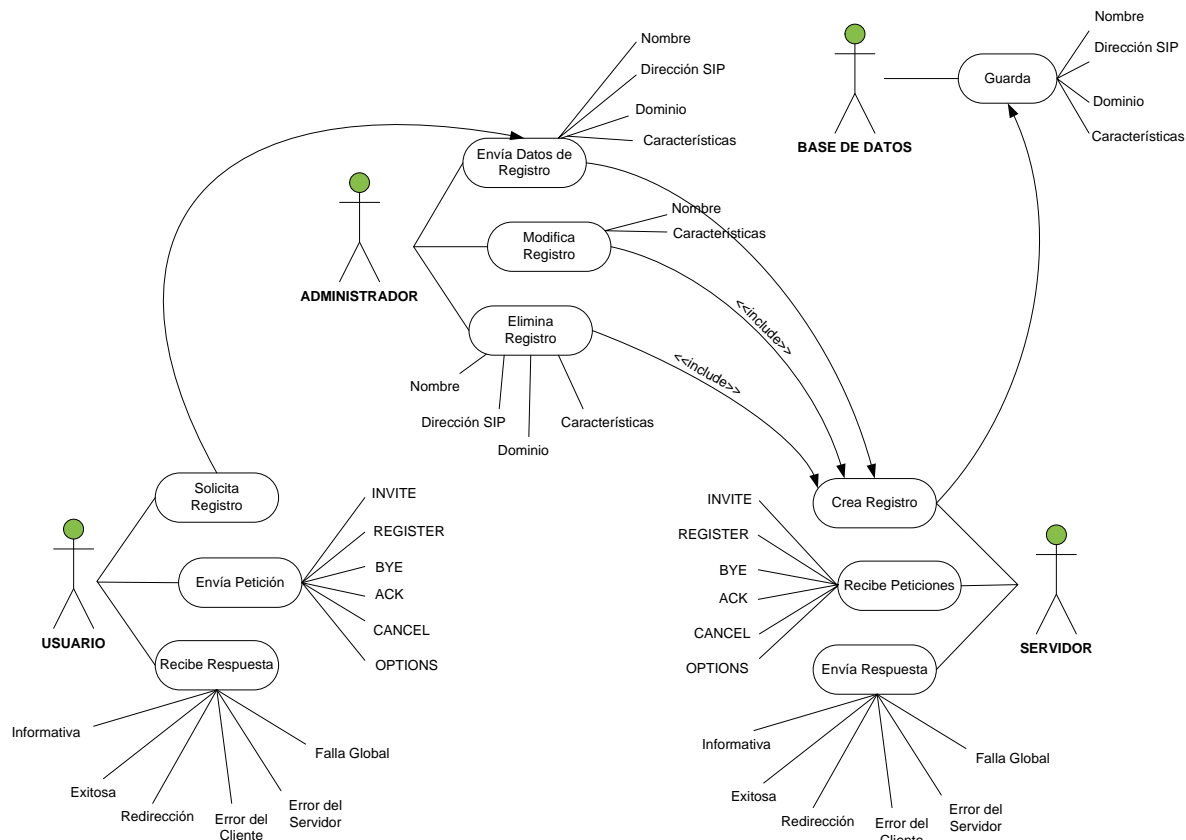 Nombre
Dirección SIP
Dominio
Características
Envía Datos de
Registro
ADMINISTRADOR
Modifica
Registro
Nombre
Características
Elimina
Registro
Nombre
Dirección SIP
Dominio
Características
<<include>>
<<include>>
BASE DE DATOS
Guarda
Nombre
Dirección SIP
Dominio
Características
Solicita
Registro
USUARIO
Envía Petición
INVITE
REGISTER
BYE
ACK
CANCEL
OPTIONS
Recibe Respuesta
Informativa
Exitosa
Redirección
Error del
Cliente
Error del
Servidor
Falla Global
Crea Registro
INVITE
REGISTER
BYE
ACK
CANCEL
OPTIONS
Recibe Peticiones
SERVIDOR
Envía Respuesta
Informativa
Exitosa
Redirección
Error del
Cliente
Error del
Servidor
Falla Global